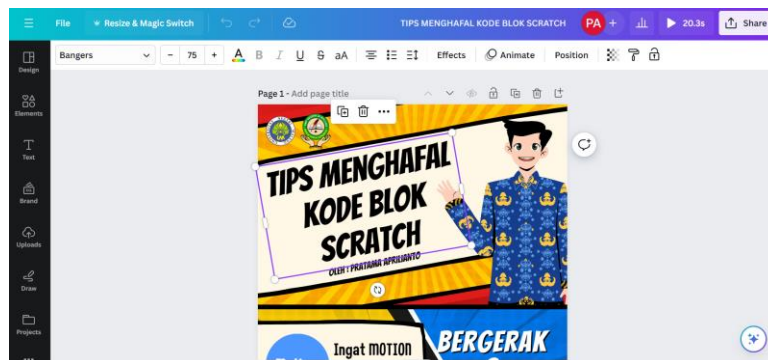 File Resize & Magic Switch TIPS MENGHAFAL KODE BLOK SCRATCH PA + 20.3s Share
Bangers - 75 + A B I U S aA Effects Animate Position
Design
Elements
Text
Brand
Uploads
Draw
Projects
Page 1 - Add page title
TIPS MENGHAFAL
KODE BLOK
SCRATCH
OLEH : PRATAMA APRILIANTO
Ingat MOTION
BERGERAK